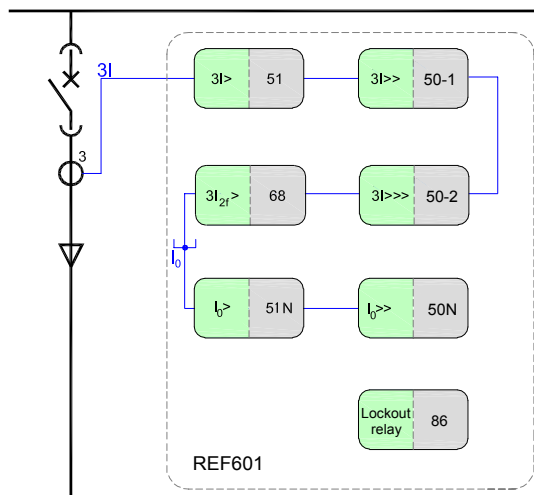 3I
3I> 51
3I>> 50-1
3
3I2f> 68
3I>>> 50-2
I0
I0> 51N
I0>> 50N
Lockout
relay 86
REF601